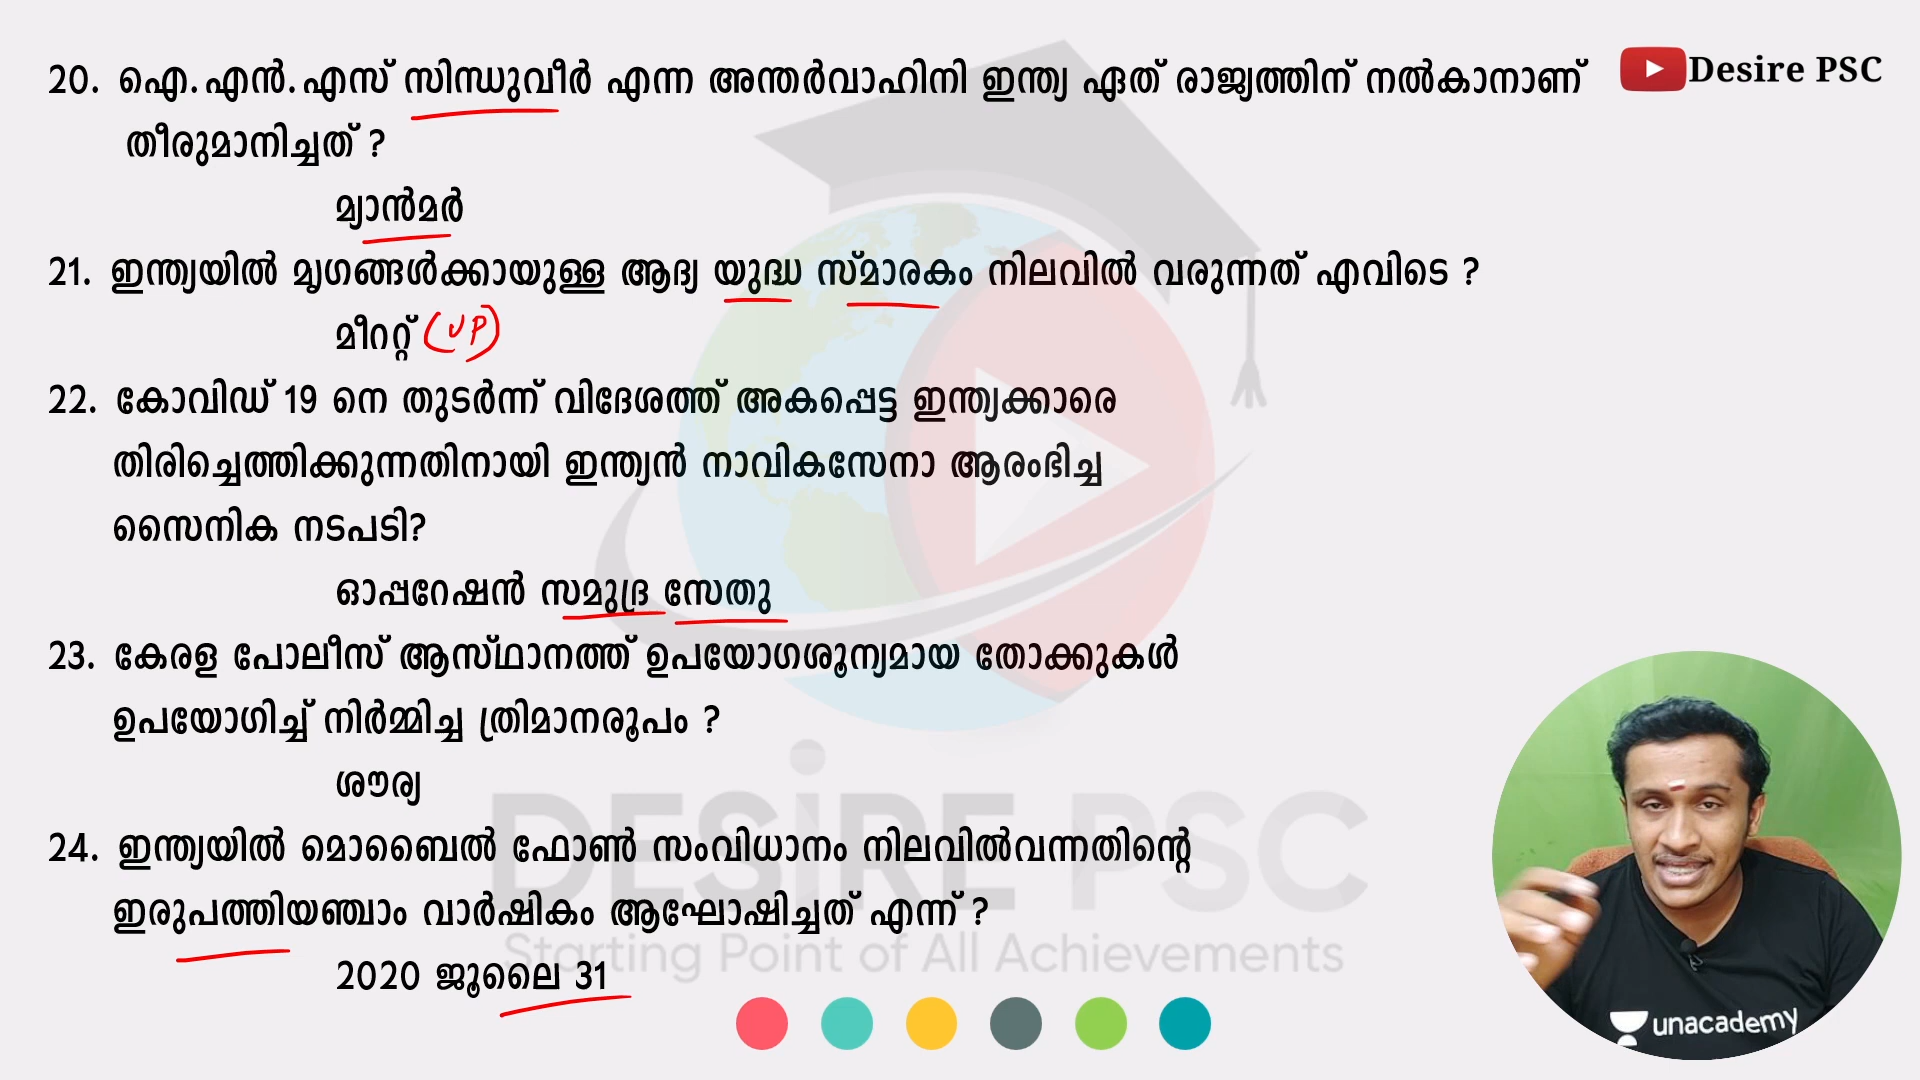 20. ഐ.എൻ.എസ് സിന്ധുവീർ എന്ന അന്തർവാഹിനി ഇന്ത്യ ഏത് രാജ്യത്തിന് നൽകാനാണ്
തീരുമാനിച്ചത് ?
മ്യാൻമർ
21. ഇന്ത്യയിൽ മൃഗങ്ങൾക്കായുള്ള ആദ്യ യുദ്ധ സ്മാരകം നിലവിൽ വരുന്നത് എവിടെ ?
മീററ്റ് (UP)
22. കോവിഡ് 19 നെ തുടർന്ന് വിദേശത്ത് അകപ്പെട്ട ഇന്ത്യക്കാരെ
തിരിച്ചെത്തിക്കുന്നതിനായി ഇന്ത്യൻ നാവികസേനാ ആരംഭിച്ച
സൈനിക നടപടി?
ഓപ്പറേഷൻ സമുദ്ര സേതു
23. കേരള പോലീസ് ആസ്ഥാനത്ത് ഉപയോഗശൂന്യമായ തോക്കുകൾ
ഉപയോഗിച്ച് നിർമ്മിച്ച ത്രിമാനരൂപം ?
ശൗര്യ
24. ഇന്ത്യയിൽ മൊബൈൽ ഫോൺ സംവിധാനം നിലവിൽവന്നതിന്റെ
ഇരുപത്തിയഞ്ചാം വാർഷികം ആഘോഷിച്ചത് എന്ന് ?
2020 ജൂലൈ 31
Desire PSC
DESIRE PSC
Starting Point of All Achievements
unacademy